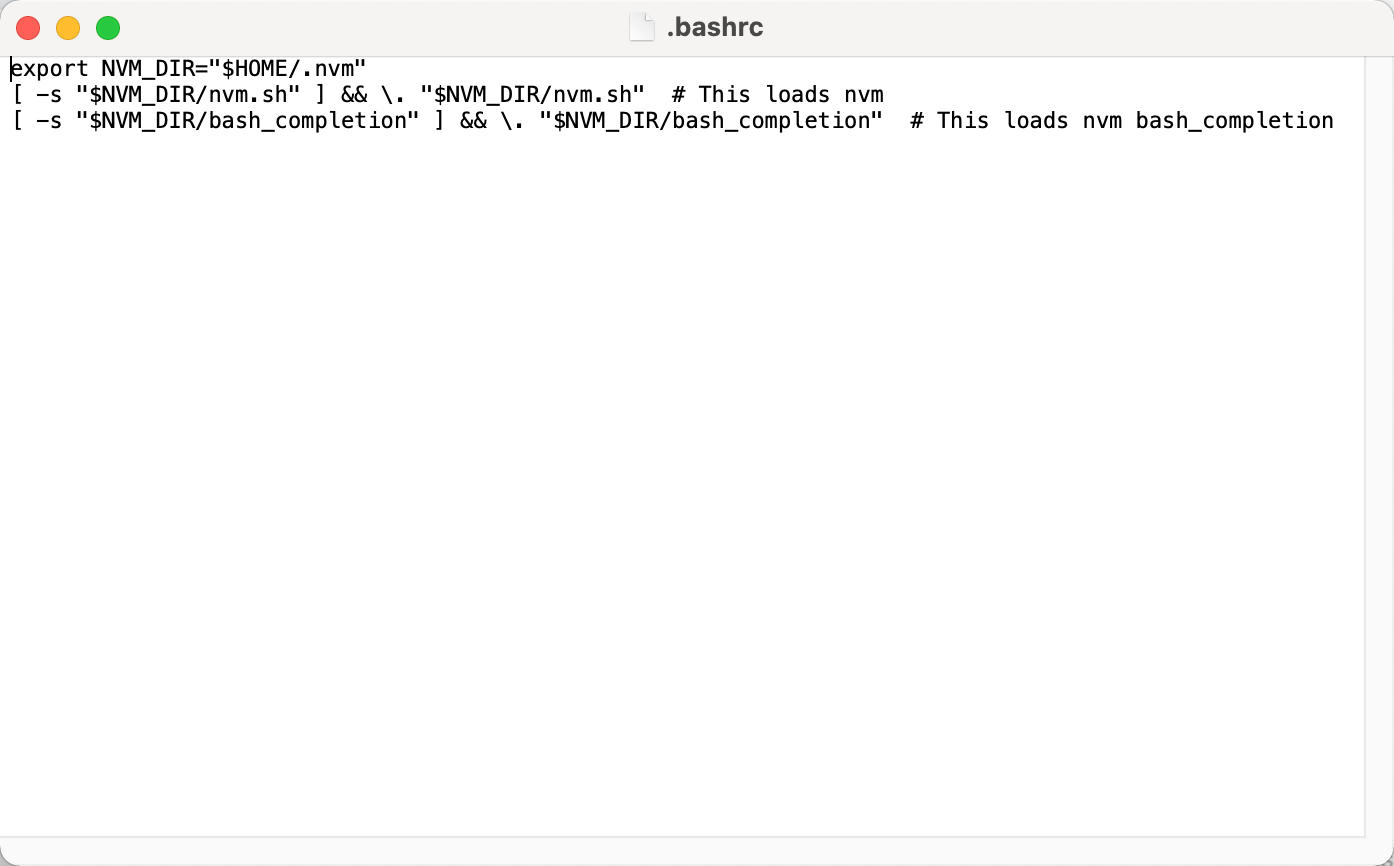 .bashrc
export NVM_DIR="$HOME/.nvm"
[ -s "$NVM_DIR/nvm.sh" ] && \. "$NVM_DIR/nvm.sh"  # This loads nvm
[ -s "$NVM_DIR/bash_completion" ] && \. "$NVM_DIR/bash_completion"  # This loads nvm bash_completion